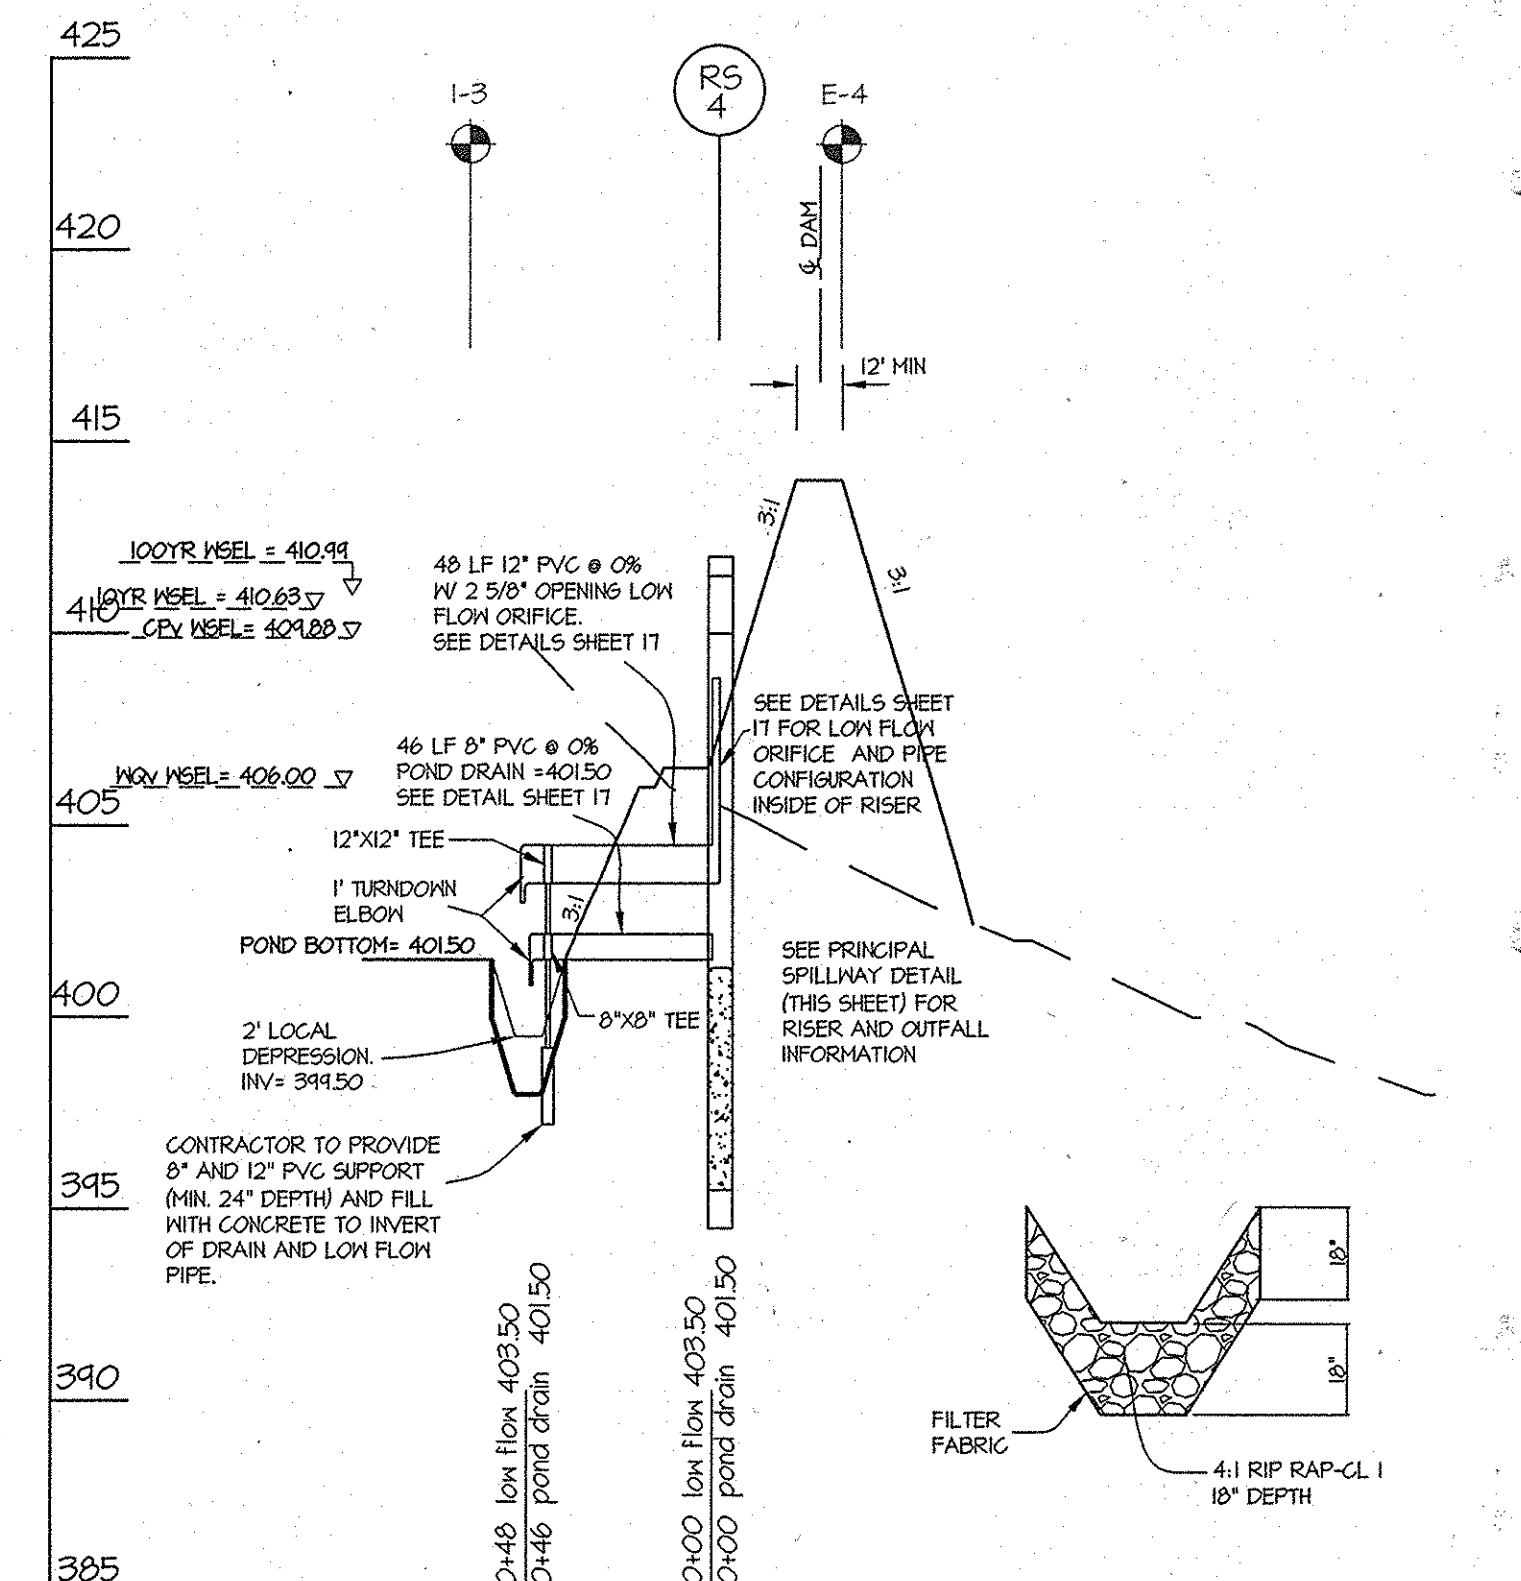 425
I-3
RS
4
E-4
420
℄ DAM
12' MIN
415
3:1
3:1
100YR WSEL = 410.99
10YR WSEL = 410.63
410
CPV WSEL= 409.88
48 LF 12" PVC @ 0%
W/ 2 5/8" OPENING LOW
FLOW ORIFICE.
SEE DETAILS SHEET 17
SEE DETAILS SHEET
17 FOR LOW FLOW
ORIFICE AND PIPE
CONFIGURATION
INSIDE OF RISER
46 LF 8" PVC @ 0%
POND DRAIN =401.50
SEE DETAIL SHEET 17
WQV WSEL= 406.00
405
12"X12" TEE
1' TURNDOWN
ELBOW
3:1
POND BOTTOM= 401.50
SEE PRINCIPAL
SPILLWAY DETAIL
(THIS SHEET) FOR
RISER AND OUTFALL
INFORMATION
400
8"X8" TEE
2' LOCAL
DEPRESSION.
INV= 399.50
CONTRACTOR TO PROVIDE
8" AND 12" PVC SUPPORT
(MIN. 24" DEPTH) AND FILL
WITH CONCRETE TO INVERT
OF DRAIN AND LOW FLOW
PIPE.
395
390
385
0+48 low flow 403.50
0+46 pond drain 401.50
0+00 low flow 403.50
0+00 pond drain 401.50
18"
18"
FILTER
FABRIC
4:1 RIP RAP-CL I
18" DEPTH